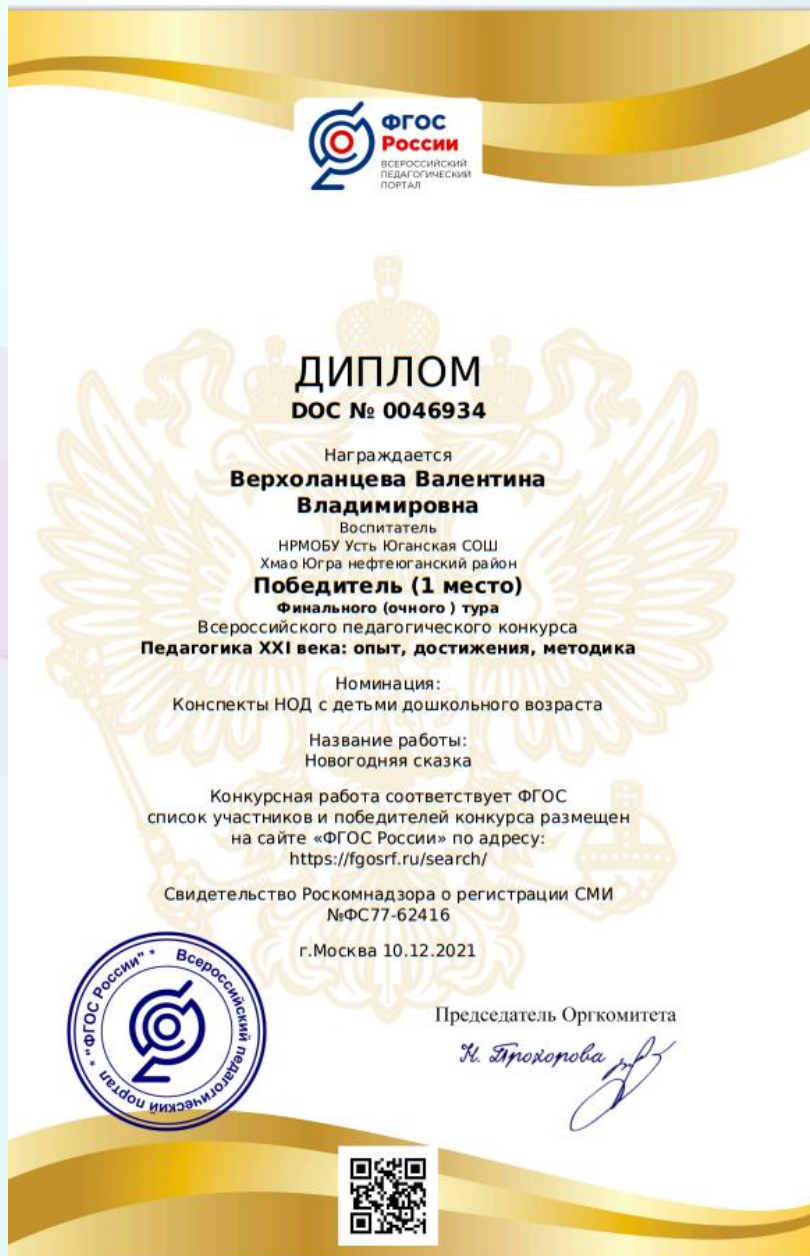 ФГОС
России
ВСЕРОССИЙСКИЙ
ПЕДАГОГИЧЕСКИЙ
ПОРТАЛ
ДИПЛОМ
DOC № 0046934
Награждается
Верхоланцева Валентина
Владимировна
Воспитатель
НРМОБУ Усть Юганская СОШ
Хмао Югра нефтеюганский район
Победитель (1 место)
Финального (очного ) тура
Всероссийского педагогического конкурса
Педагогика XXI века: опыт, достижения, методика
Номинация:
Конспекты НОД с детьми дошкольного возраста
Название работы:
Новогодняя сказка
Конкурсная работа соответствует ФГОС
список участников и победителей конкурса размещен
на сайте «ФГОС России» по адресу:
https://fgosrf.ru/search/
Свидетельство Роскомнадзора о регистрации СМИ
№ФС77-62416
г.Москва 10.12.2021
Всероссийский педагогический портал * "ФГОС России" *
Председатель Оргкомитета
Н. Прохорова